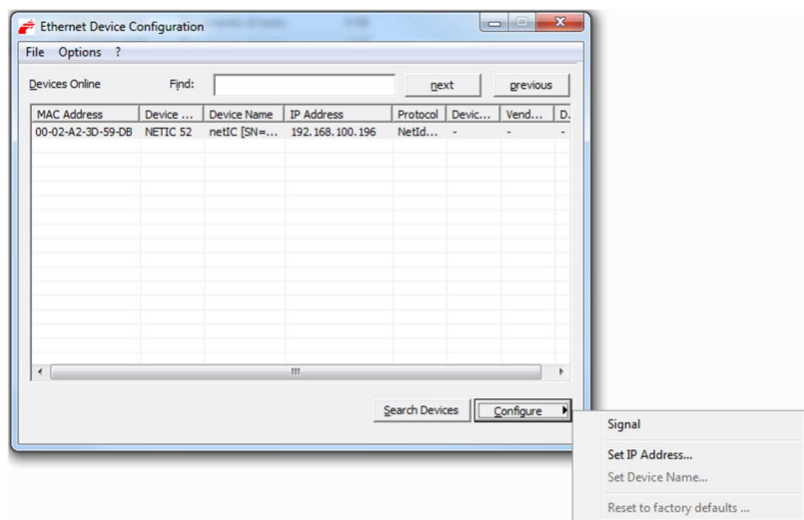 Ethernet Device Configuration
File Options ?
Devices Online Find: next previous
MAC Address Device ... Device Name IP Address Protocol Devic... Vend... D.
00-02-A2-3D-59-DB NETIC 52 netIC [SN=... 192.168.100.196 NetId... - - -
Search Devices Configure
Signal
Set IP Address...
Set Device Name...
Reset to factory defaults ...